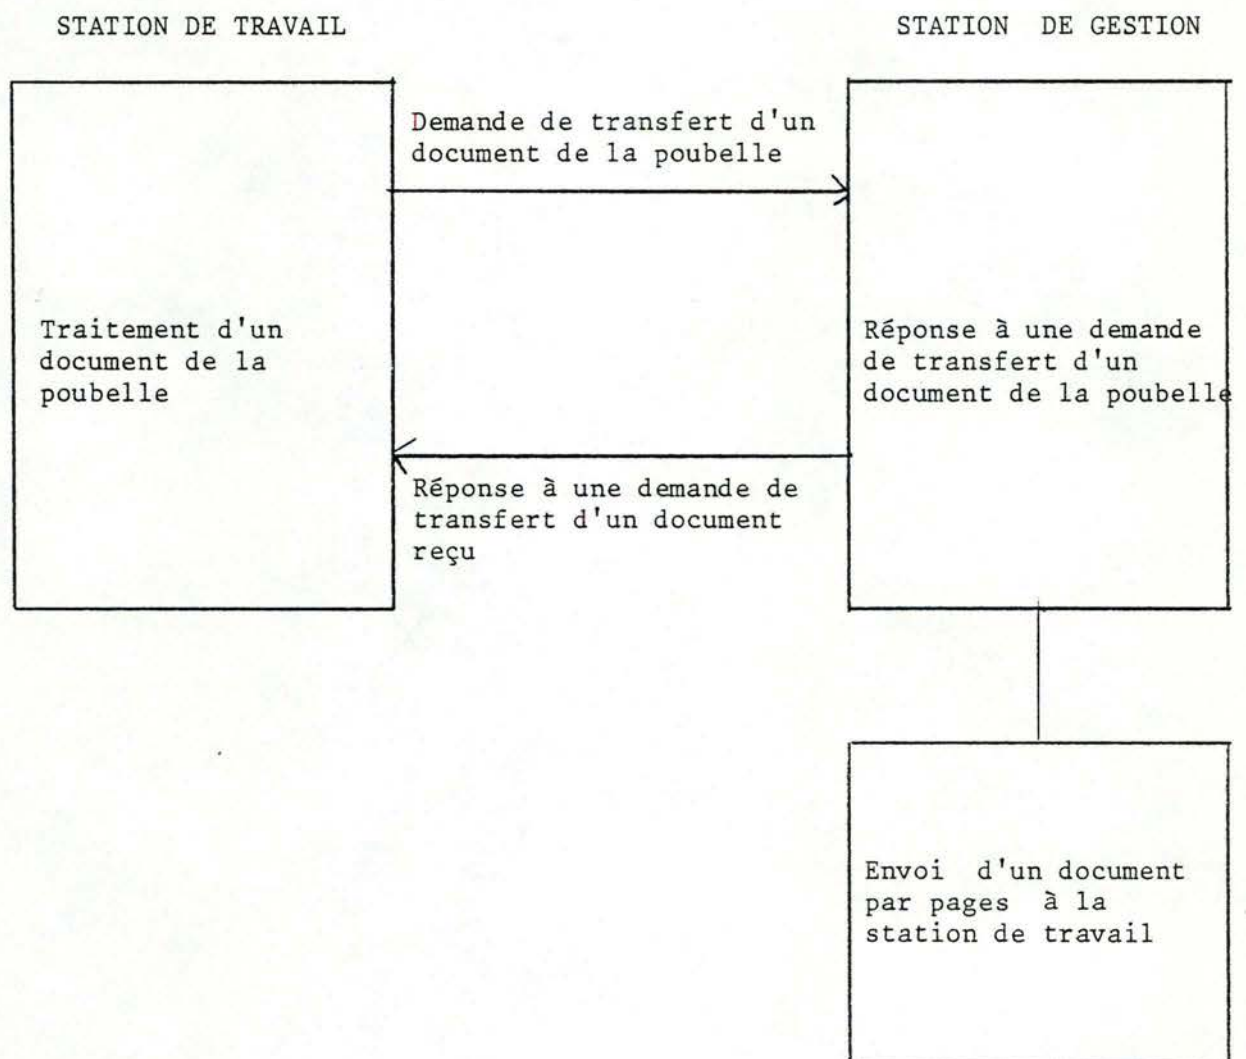 STATION DE TRAVAIL
STATION DE GESTION
Demande de transfert d'un
document de la poubelle
Traitement d'un
document de la
poubelle
Réponse à une demande
de transfert d'un
document de la poubelle
Réponse à une demande de
transfert d'un document
reçu
Envoi d'un document
par pages à la
station de travail